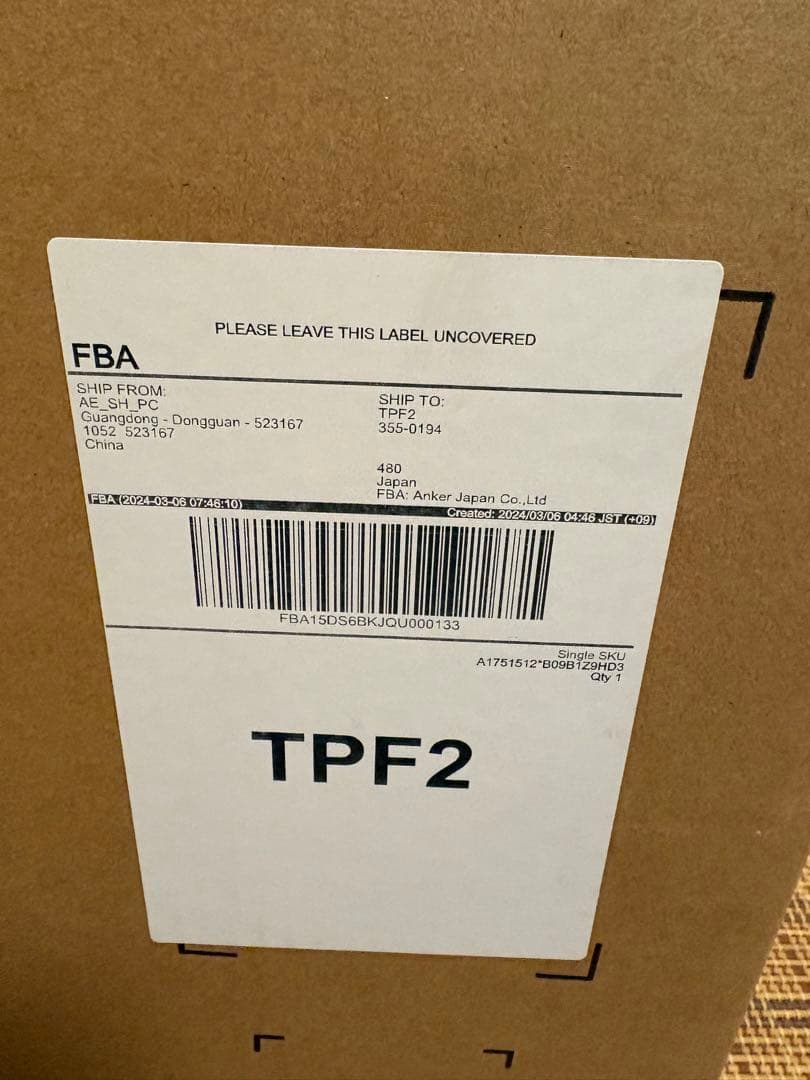 PLEASE LEAVE THIS LABEL UNCOVERED
FBA
SHIP FROM:
AE_SH_PC
Guangdong - Dongguan - 523167
1052 523167
China
SHIP TO:
TPF2
355-0194
480
Japan
FBA: Anker Japan Co.,Ltd
FBA (2024-03-06 07:46:10)
Created: 2024/03/06 04:46 JST (+09)
FBA15DS6BKJQU000133
Single SKU
A1751512*B09B1Z9HD3
Qty 1
TPF2